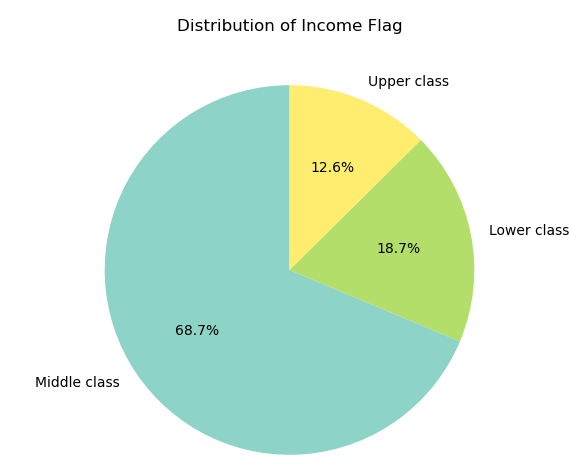 Distribution of Income Flag
Upper class
12.6%
Lower class
18.7%
68.7%
Middle class